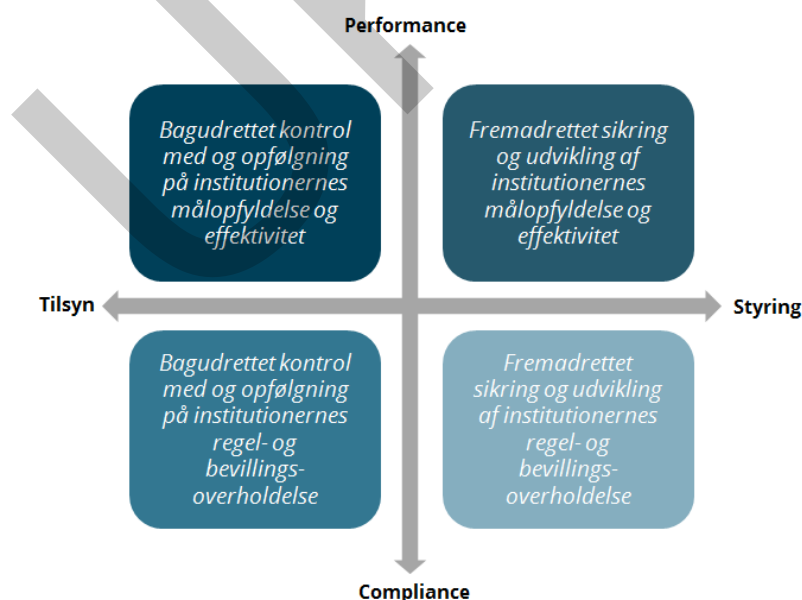 Performance
Bagudrettet kontrol
med og opfølgning
på institutionernes
målopfyldelse og
effektivitet
Fremadrettet sikring
og udvikling af
institutionernes
målopfyldelse og
effektivitet
Tilsyn
Styring
Bagudrettet kontrol
med og opfølgning
på institutionernes
regel- og
bevillings-
overholdelse
Fremadrettet
sikring og udvikling
af institutionernes
regel- og
bevillings-
overholdelse
Compliance